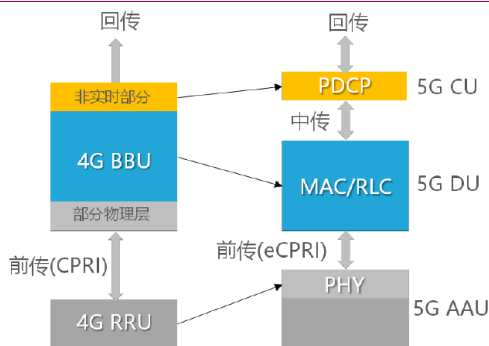 回传
回传
非实时部分
PDCP
5G CU
中传
4G BBU
MAC/RLC
5G DU
部分物理层
前传(CPRI)
前传(eCPRI)
PHY
4G RRU
5G AAU